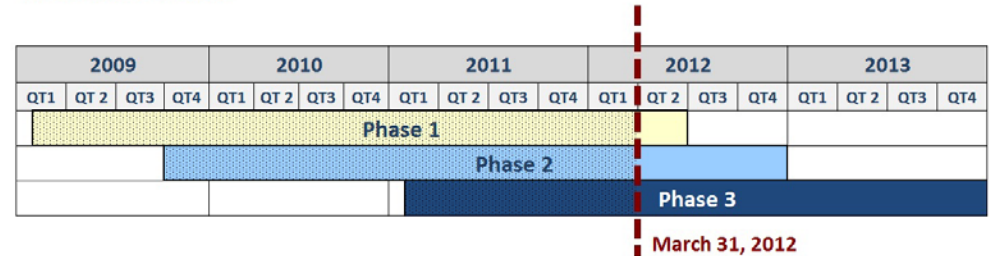 2009 2010 2011 2012 2013
QT1 QT 2 QT3 QT4 QT1 QT 2 QT3 QT4 QT1 QT 2 QT3 QT4 QT1 QT 2 QT3 QT4 QT1 QT 2 QT3 QT4
Phase 1
Phase 2
Phase 3
March 31, 2012